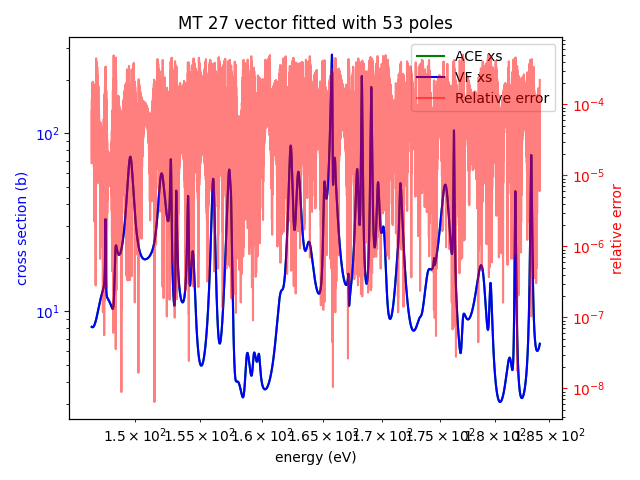 MT 27 vector fitted with 53 poles
ACE xs
VF xs
Relative error
cross section (b)
10²
10¹
relative error
10⁻⁴
10⁻⁵
10⁻⁶
10⁻⁷
10⁻⁸
1.5 × 10² 1.55 × 10² 1.6 × 10² 1.65 × 10² 1.7 × 10² 1.75 × 10² 1.8 × 10² 1.85 × 10²
energy (eV)